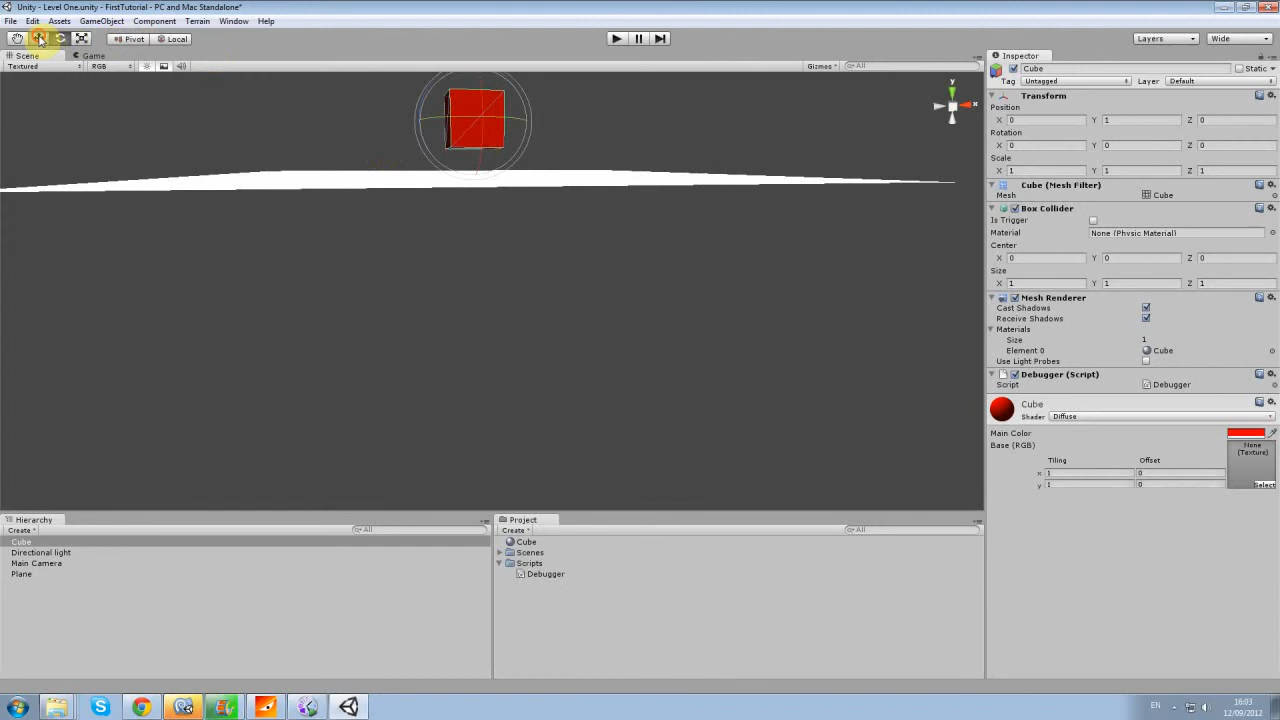 Unity - Level One.unity - FirstTutorial - PC and Mac Standalone*
File Edit Assets GameObject Component Terrain Window Help
Pivot Local Layers Wide
Scene Game
Textured RGB Gizmos All
y
x
Inspector
Cube Static
Tag Untagged Layer Default
Transform
Position
X 0 Y 1 Z 0
Rotation
X 0 Y 0 Z 0
Scale
X 1 Y 1 Z 1
Cube (Mesh Filter)
Mesh Cube
Box Collider
Is Trigger
Material None (Physic Material)
Center
X 0 Y 0 Z 0
Size
X 1 Y 1 Z 1
Mesh Renderer
Cast Shadows
Receive Shadows
Materials
Size 1
Element 0 Cube
Use Light Probes
Debugger (Script)
Script Debugger
Cube
Shader Diffuse
Main Color
Base (RGB) None (Texture)
Tiling Offset
x 1 0
y 1 0 Select
Hierarchy
Create All
Cube
Directional light
Main Camera
Plane
Project
Create All
Cube
Scenes
Scripts
Debugger
EN 16:03
12/09/2012